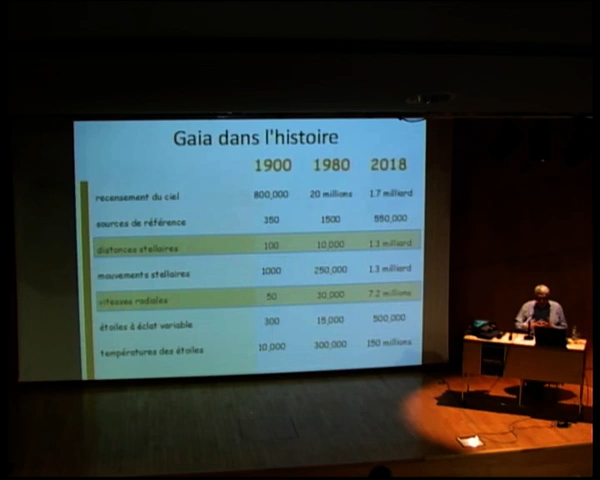 Gaia dans l'histoire
1900 1980 2018
recensement du ciel 800,000 20 millions 1.7 milliard
sources de référence 350 1500 550,000
distances stellaires 100 10,000 1.3 milliard
mouvements stellaires 1000 250,000 1.3 milliard
vitesses radiales 50 30,000 7.2 millions
étoiles à éclat variable 300 15,000 500,000
températures des étoiles 10,000 300,000 150 millions